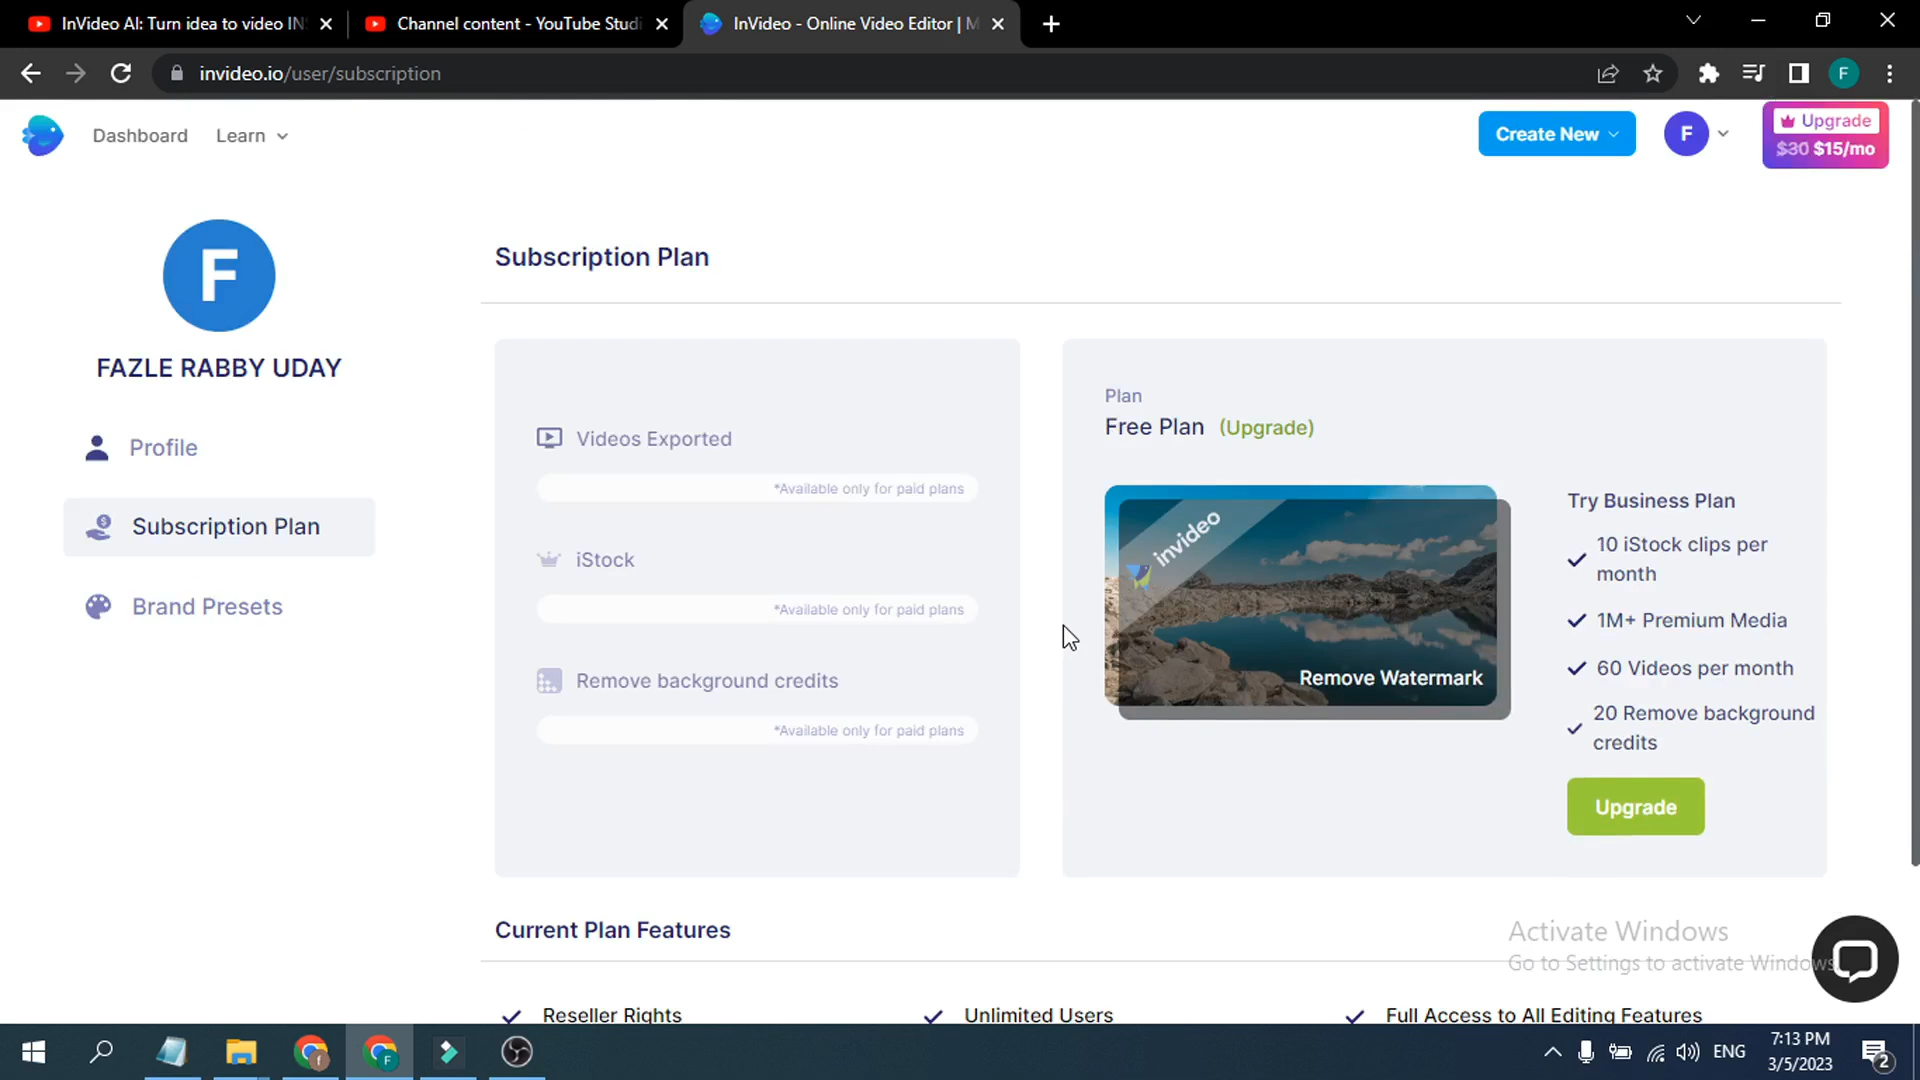 InVideo AI: Turn idea to video IN
Channel content - YouTube Studi
InVideo - Online Video Editor | M
invideo.io/user/subscription
F
Dashboard
Learn
Create New
F
Upgrade
$30 $15/mo
F
FAZLE RABBY UDAY
Profile
Subscription Plan
Brand Presets
Subscription Plan
Videos Exported
*Available only for paid plans
iStock
*Available only for paid plans
Remove background credits
*Available only for paid plans
Plan
Free Plan (Upgrade)
invideo
Remove Watermark
Try Business Plan
10 iStock clips per
month
1M+ Premium Media
60 Videos per month
20 Remove background
credits
Upgrade
Current Plan Features
Reseller Rights
Unlimited Users
Full Access to All Editing Features
Activate Windows
Go to Settings to activate Windows.
f
F
ENG
7:13 PM
3/5/2023
2